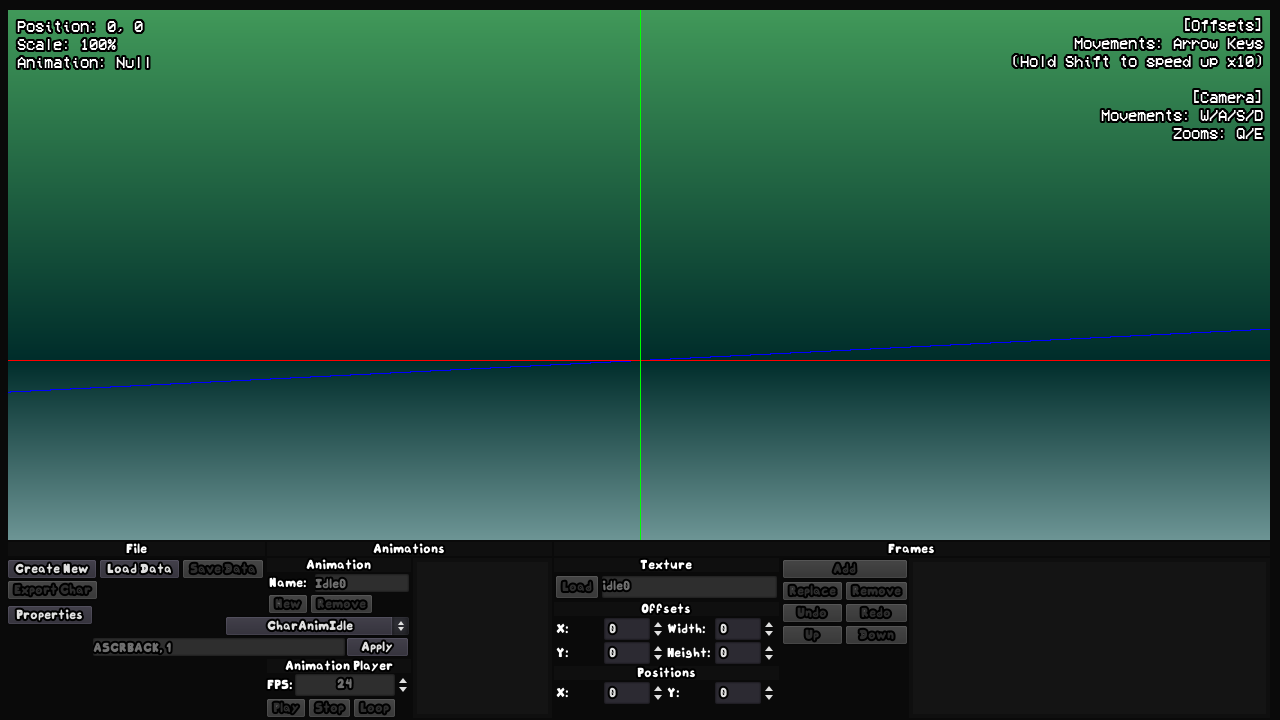 Position: 0, 0
Scale: 100%
Animation: Null
[Offsets]
Movements: Arrow Keys
(Hold Shift to speed up x10)
[Camera]
Movements: W/A/S/D
Zooms: Q/E
File
Create New
Load Data
Save Data
Export Char
Properties
Animations
Animation
Name: Idle0
New
Remove
CharAnimIdle
ASCRBACK, 1
Apply
Animation Player
FPS: 24
Play
Stop
Loop
Frames
Texture
Load
idle0
Offsets
X: 0 Width: 0
Y: 0 Height: 0
Positions
X: 0 Y: 0
Add
Replace
Remove
Undo
Redo
Up
Down